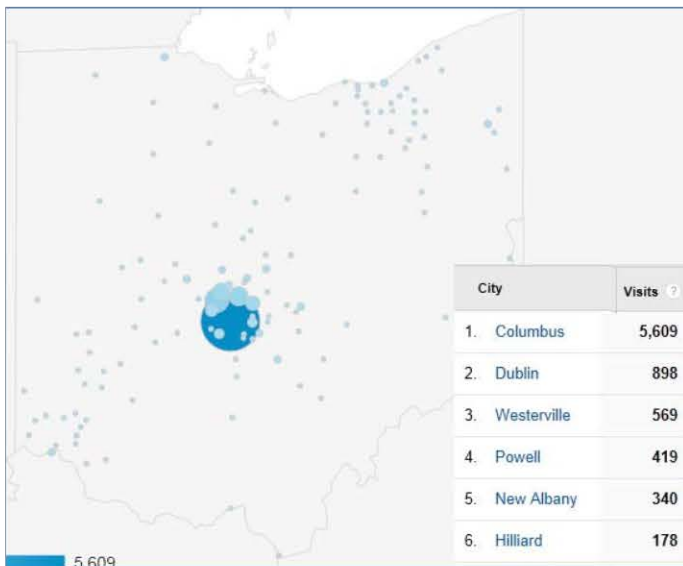 City Visits ?
1. Columbus 5,609
2. Dublin 898
3. Westerville 569
4. Powell 419
5. New Albany 340
6. Hilliard 178
5,609